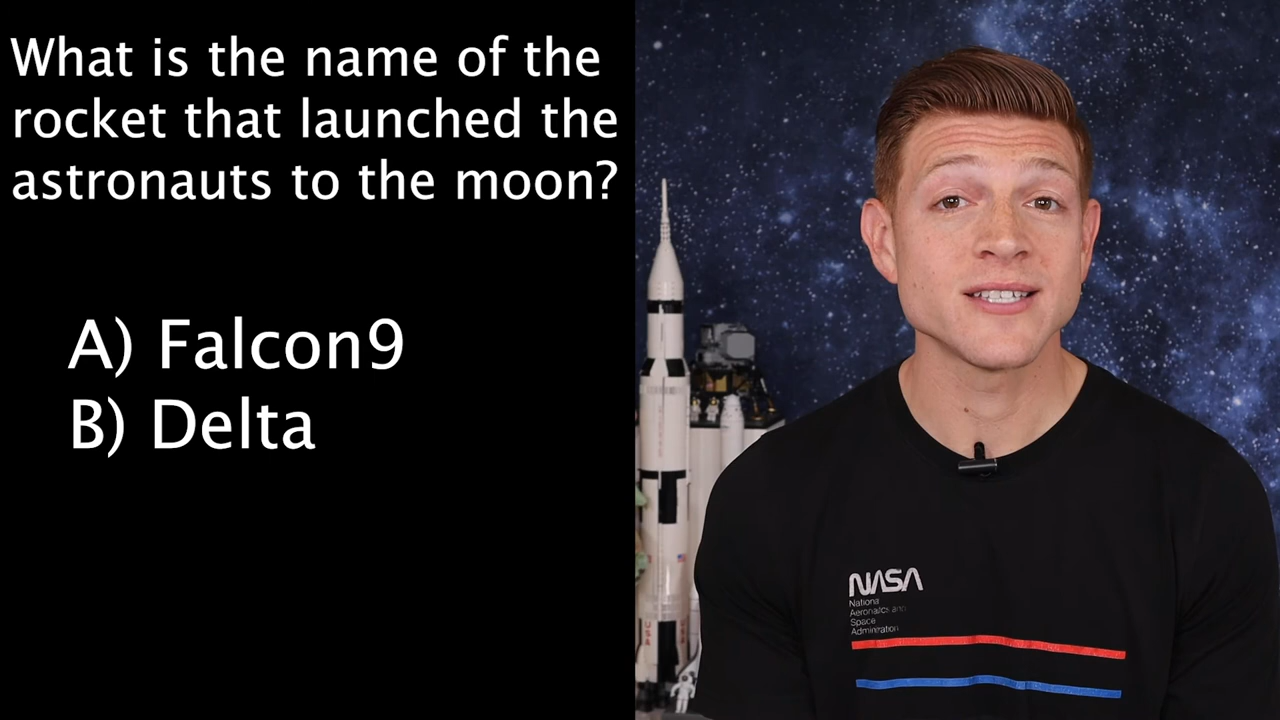 What is the name of the
rocket that launched the
astronauts to the moon?
A) Falcon9
B) Delta
NASA
National
Aeronautics and
Space
USA